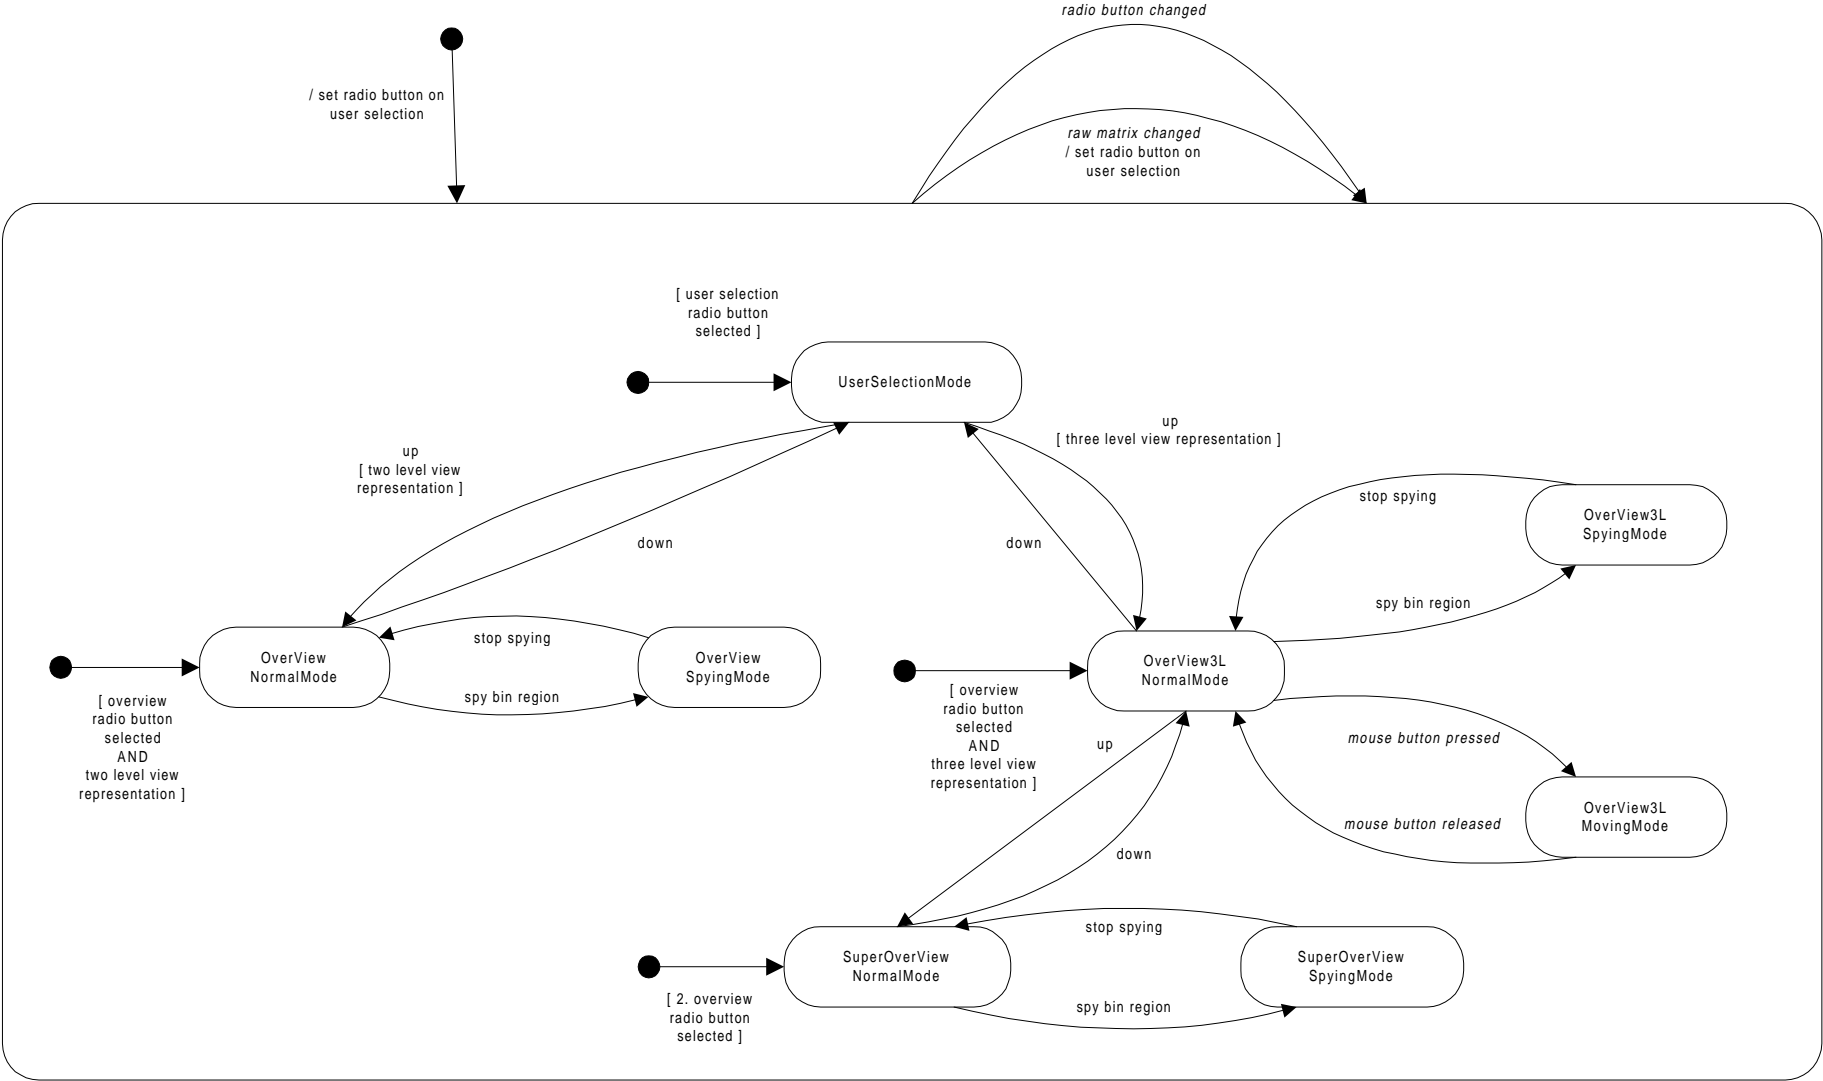 radio button changed
/ set radio button on
user selection
raw matrix changed
/ set radio button on
user selection
[ user selection
radio button
selected ]
UserSelectionMode
up
[ two level view
representation ]
up
[ three level view representation ]
down
down
stop spying
OverView3L
SpyingMode
spy bin region
OverView
NormalMode
stop spying
spy bin region
OverView
SpyingMode
[ overview
radio button
selected
AND
two level view
representation ]
OverView3L
NormalMode
[ overview
radio button
selected
AND
three level view
representation ]
mouse button pressed
OverView3L
MovingMode
mouse button released
up
down
SuperOverView
NormalMode
stop spying
spy bin region
SuperOverView
SpyingMode
[ 2. overview
radio button
selected ]